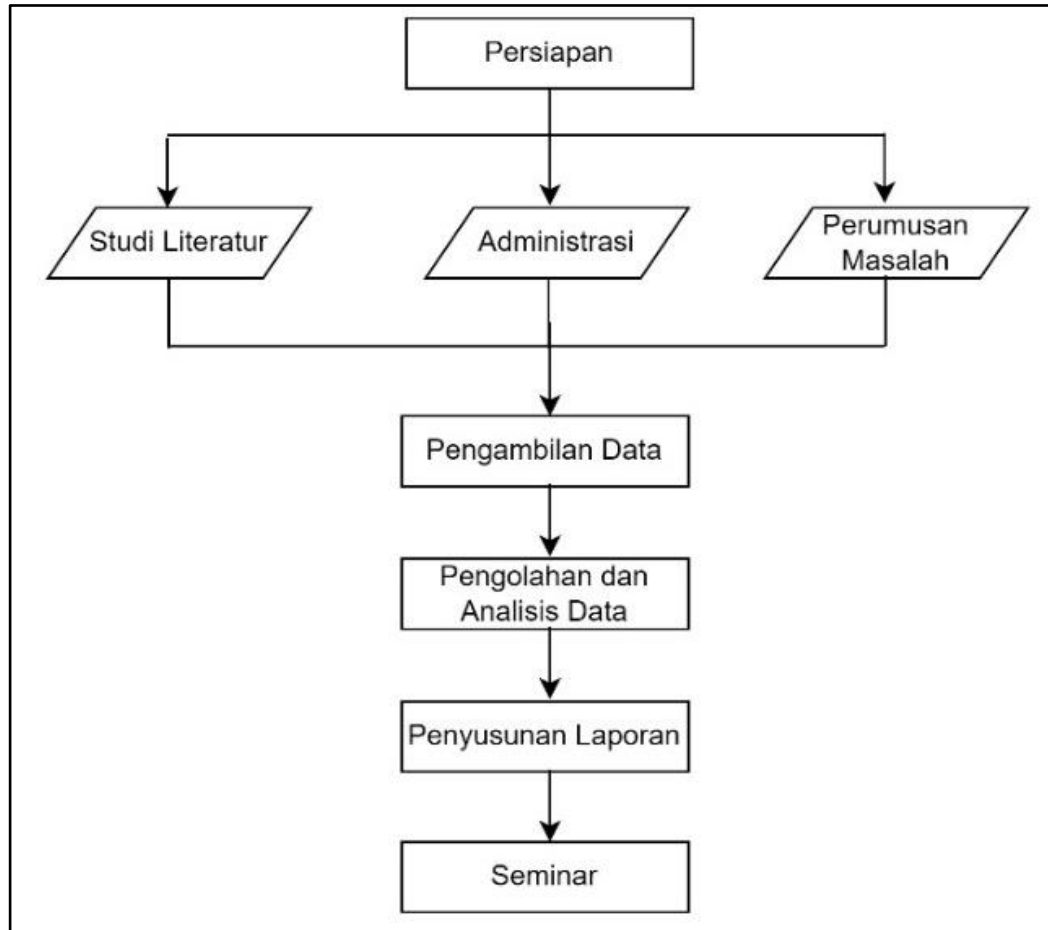 Persiapan
Studi Literatur
Administrasi
Perumusan
Masalah
Pengambilan Data
Pengolahan dan
Analisis Data
Penyusunan Laporan
Seminar